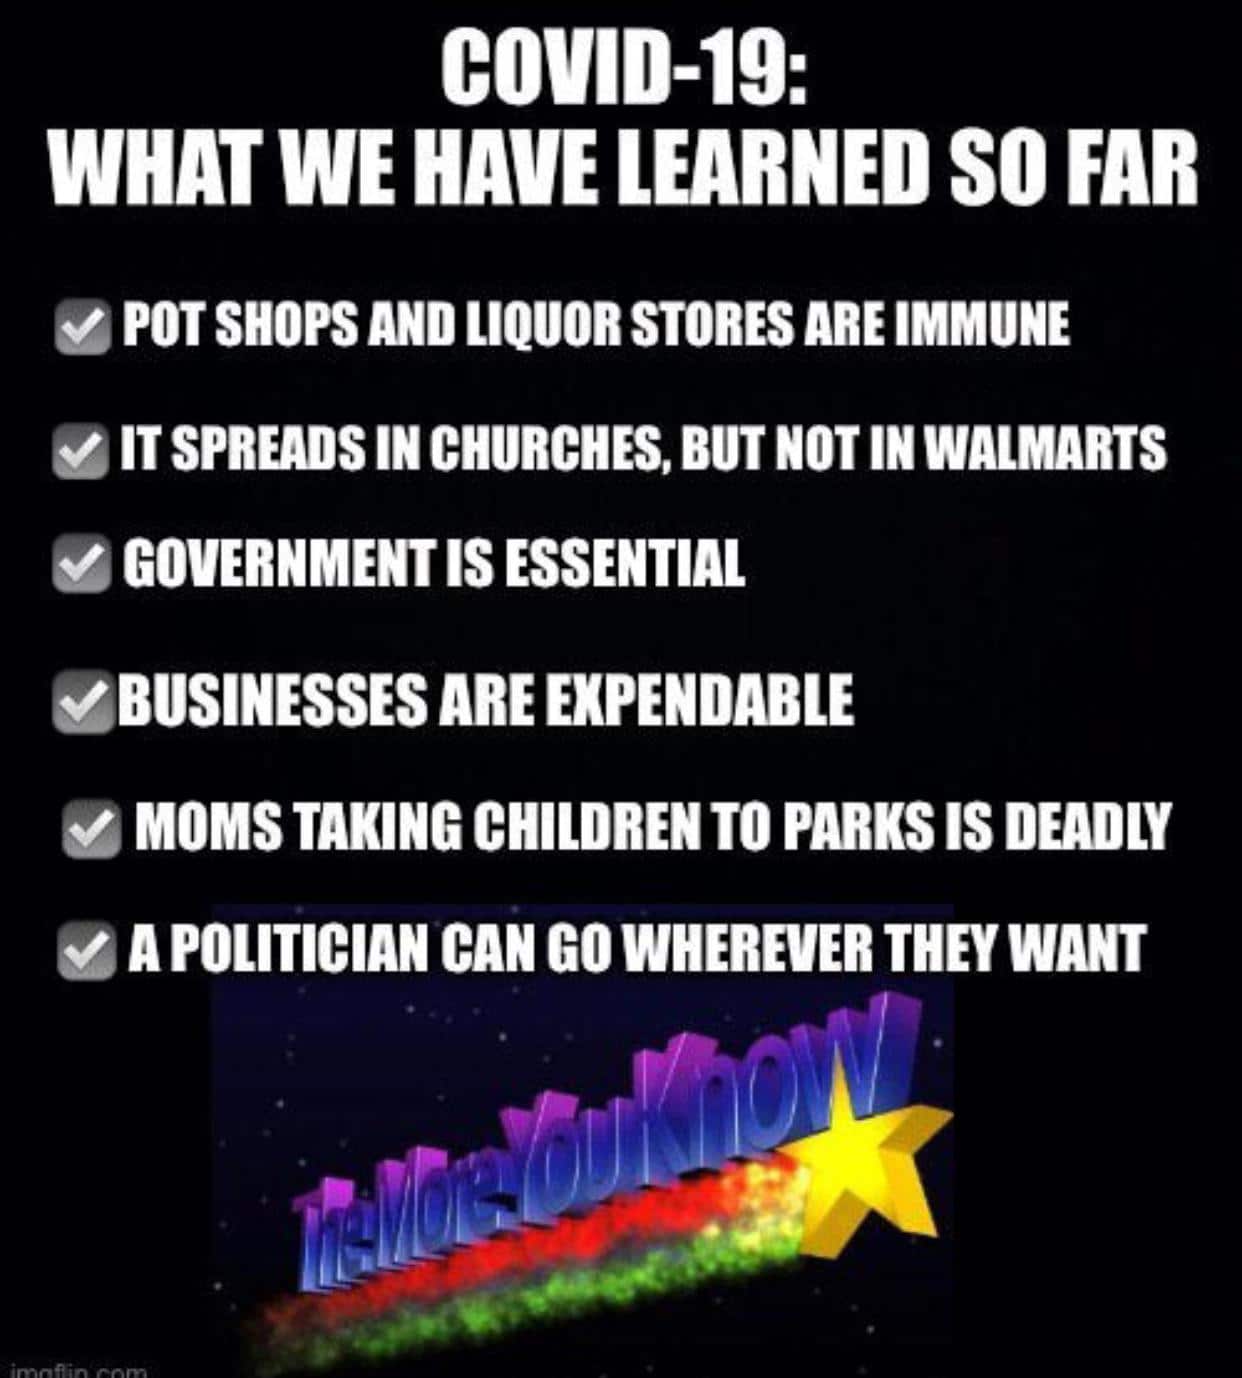 COVID-19:
WHAT WE HAVE LEARNED SO FAR
POT SHOPS AND LIQUOR STORES ARE IMMUNE
IT SPREADS IN CHURCHES, BUT NOT IN WALMARTS
GOVERNMENT IS ESSENTIAL
BUSINESSES ARE EXPENDABLE
MOMS TAKING CHILDREN TO PARKS IS DEADLY
A POLITICIAN CAN GO WHEREVER THEY WANT
The More You Know
imgflip.com